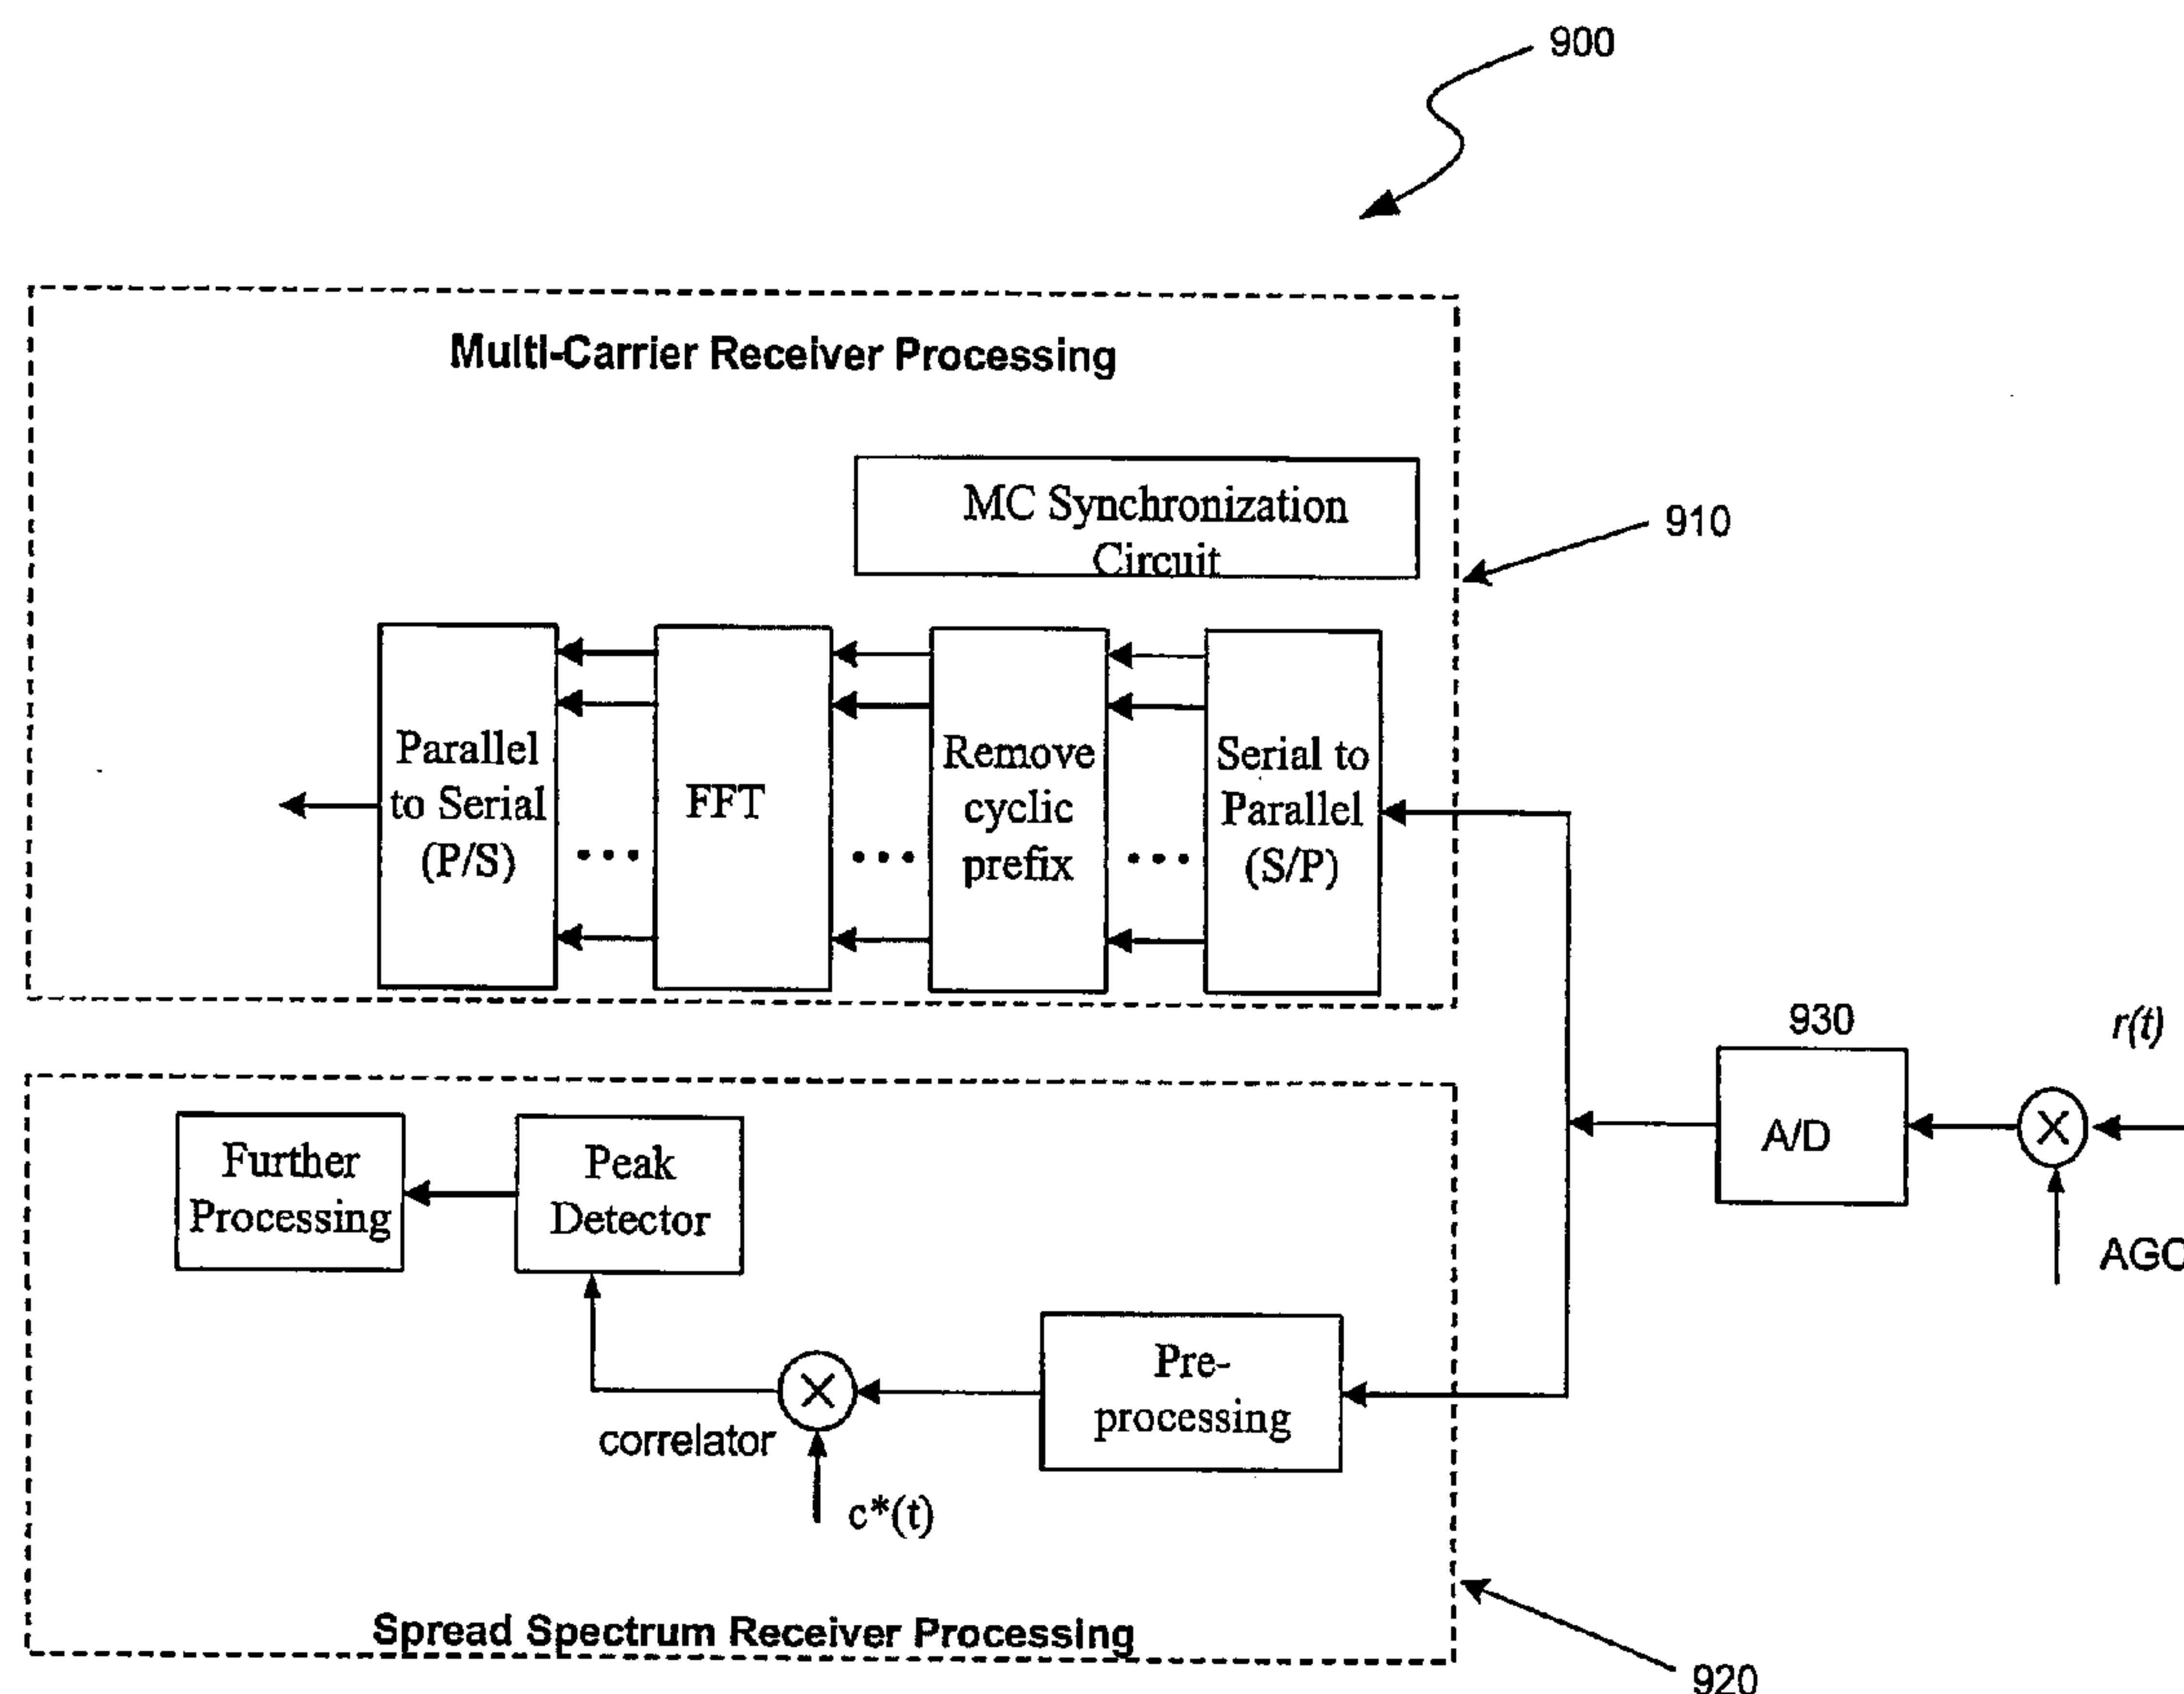 900
Multi-Carrier Receiver Processing
MC Synchronization
Circuit
910
Parallel
to Serial
(P/S)
FFT
Remove
cyclic
prefix
Serial to
Parallel
(S/P)
930
r(t)
A/D
AGC
Further
Processing
Peak
Detector
Pre-
processing
correlator
c*(t)
Spread Spectrum Receiver Processing
920